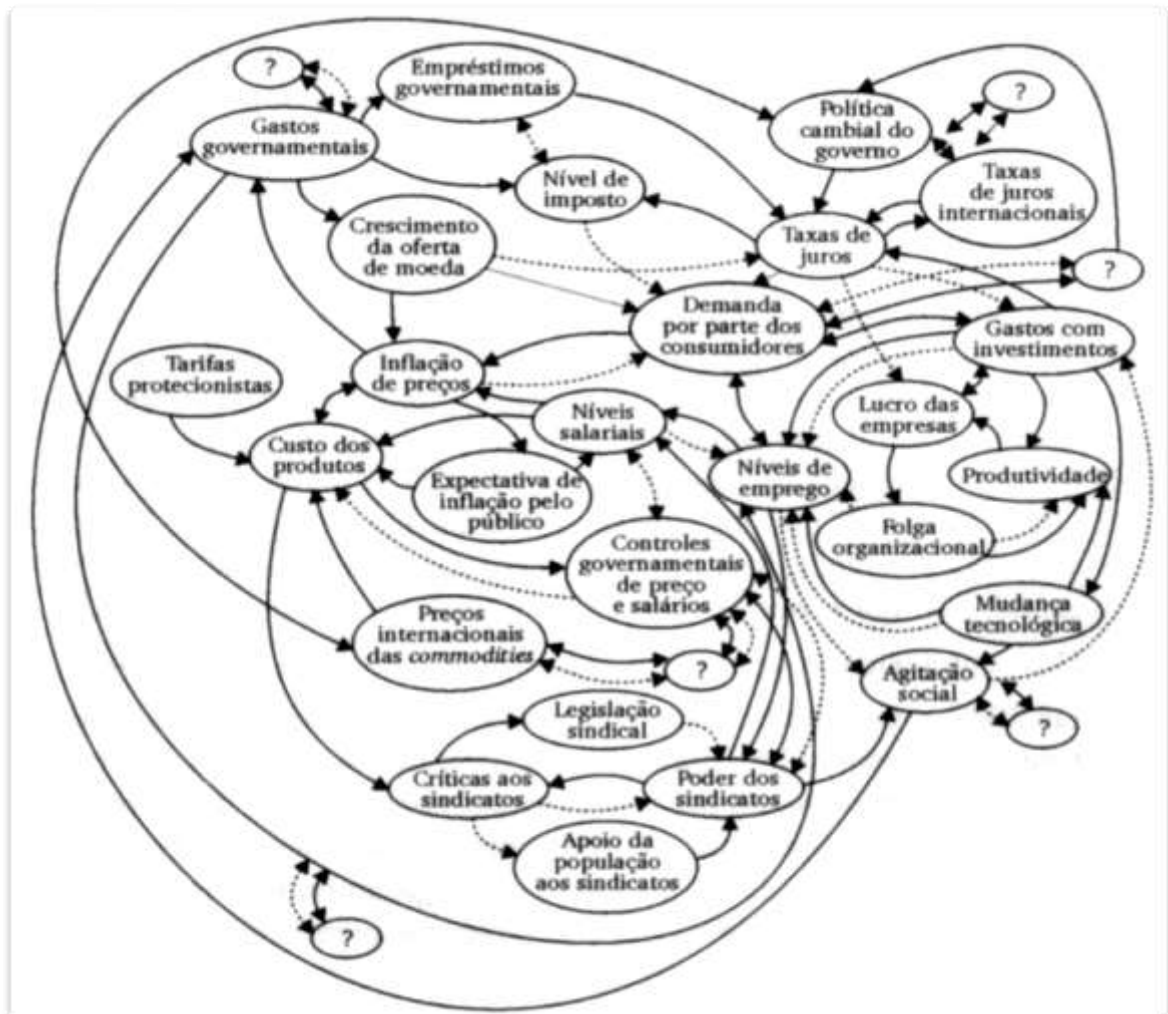 ?
Empréstimos
governamentais
Gastos
governamentais
Política
cambial do
governo
?
Taxas
de juros
internacionais
Nível de
imposto
Crescimento
da oferta
de moeda
Taxas de
juros
?
Demanda
por parte dos
consumidores
Gastos com
investimentos
Tarifas
protecionistas
Inflação
de preços
Níveis
salariais
Lucro das
empresas
Custo dos
produtos
Expectativa de
inflação pelo
público
Níveis de
emprego
Produtividade
Folga
organizacional
Controles
governamentais
de preço
e salários
Preços
internacionais
das commodities
?
Mudança
tecnológica
Agitação
social
?
Legislação
sindical
Críticas aos
sindicatos
Poder dos
sindicatos
Apoio da
população
aos sindicatos
?